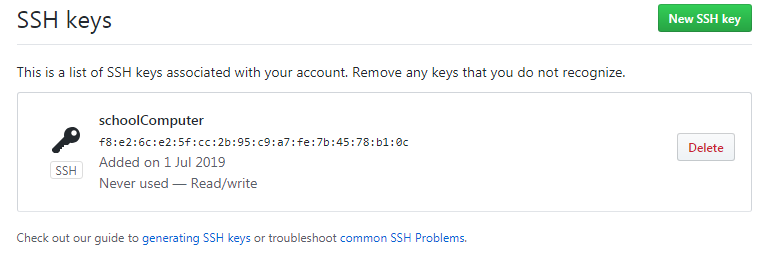 SSH keys
New SSH key
This is a list of SSH keys associated with your account. Remove any keys that you do not recognize.
schoolComputer
f8:e2:6c:e2:5f:cc:2b:95:c9:a7:fe:7b:45:78:b1:0c
Added on 1 Jul 2019
Never used — Read/write
SSH
Delete
Check out our guide to generating SSH keys or troubleshoot common SSH Problems.